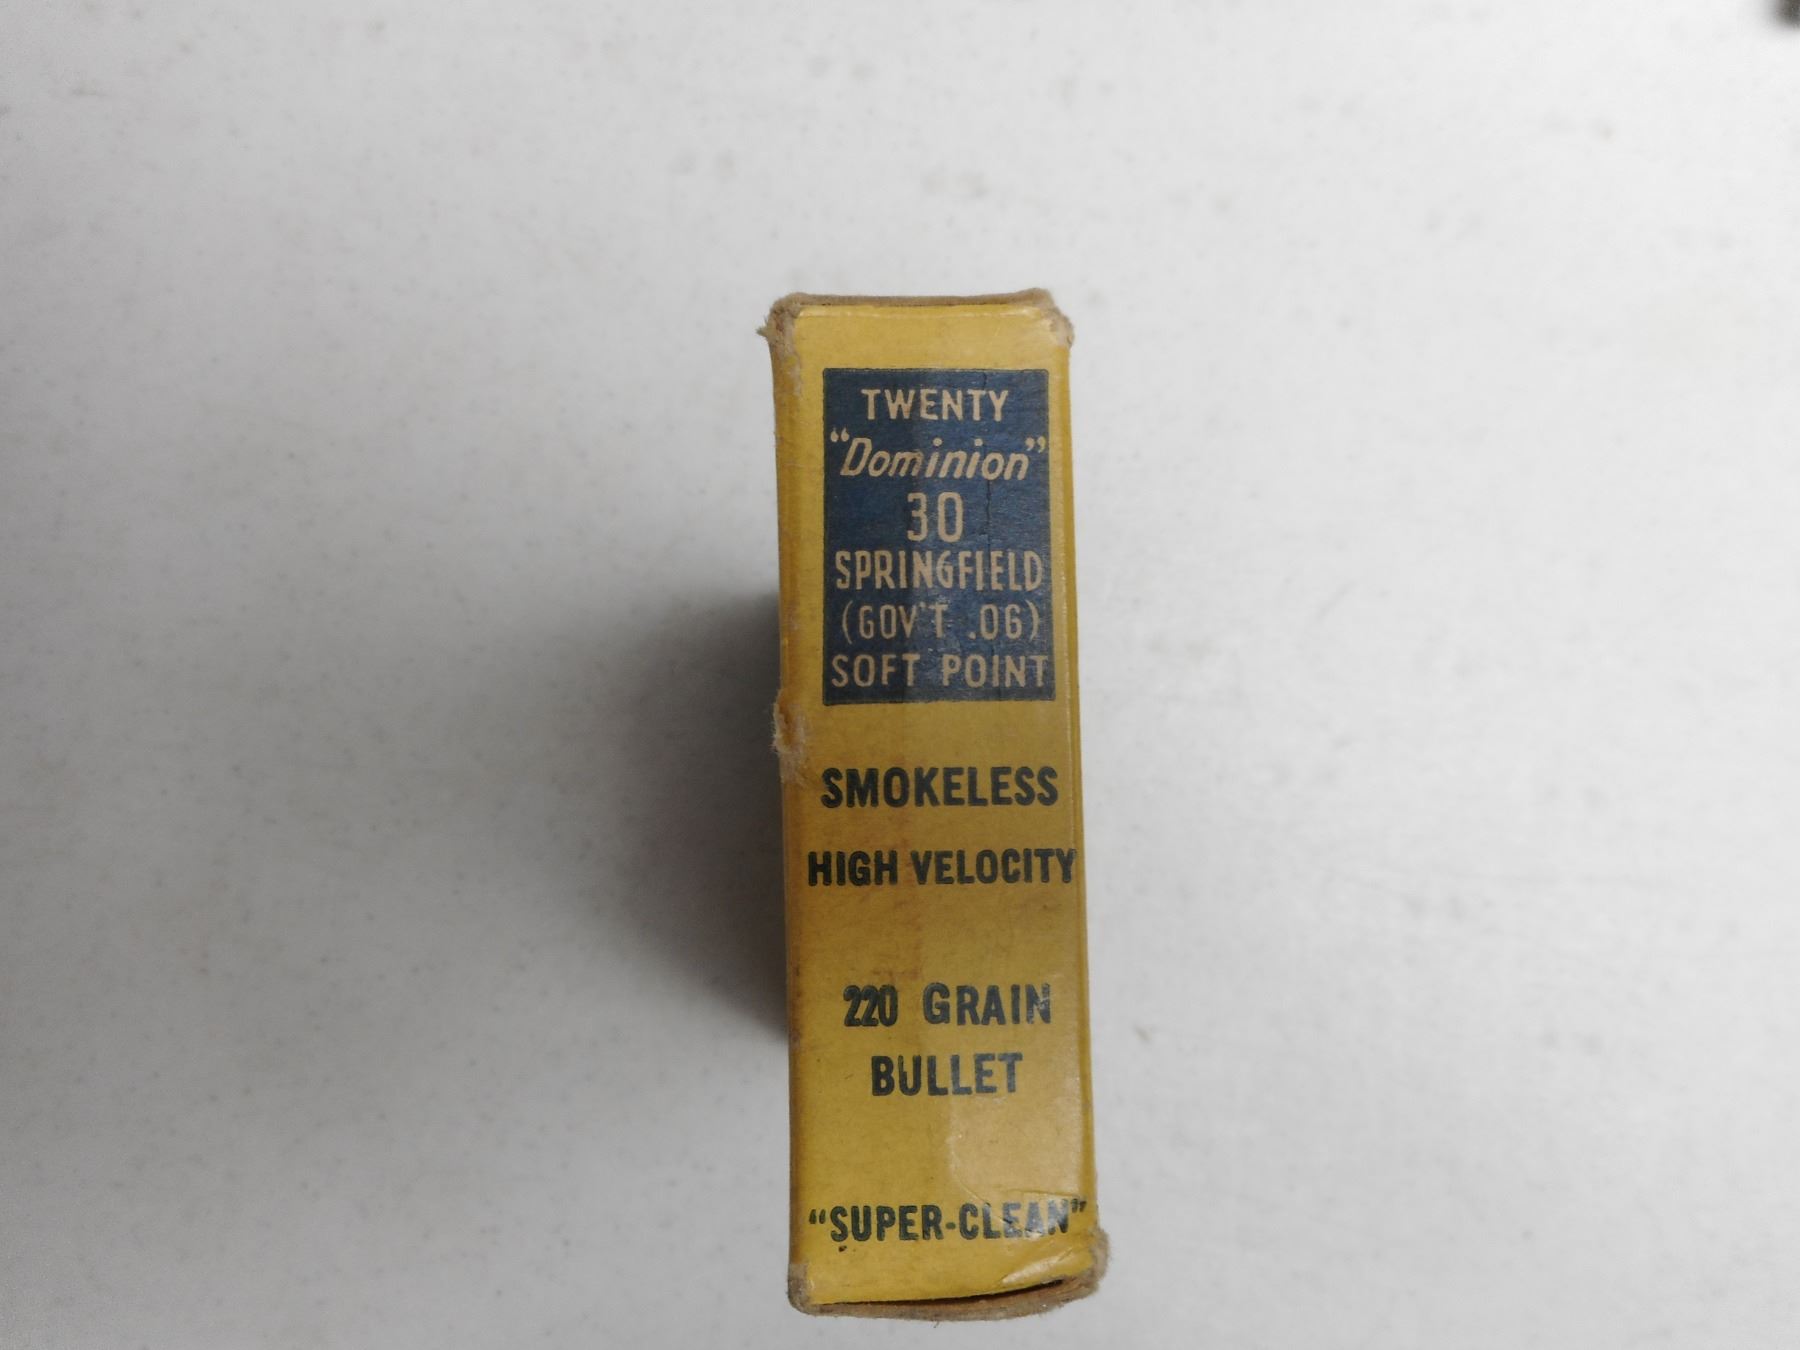 TWENTY
"Dominion"
30
SPRINGFIELD
(GOV'T .06)
SOFT POINT
SMOKELESS
HIGH VELOCITY
220 GRAIN
BULLET
"SUPER-CLEAN"